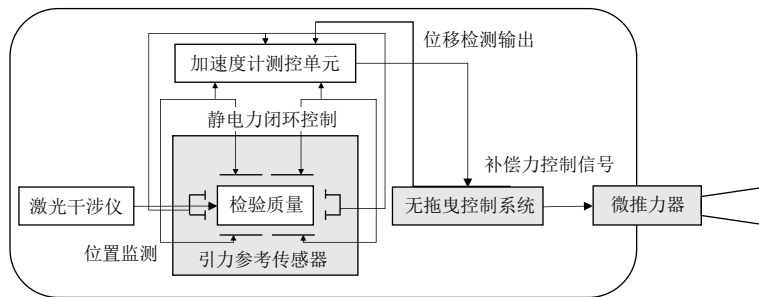 位移检测输出
加速度计测控单元
静电力闭环控制
补偿力控制信号
激光干涉仪
检验质量
无拖曳控制系统
微推力器
位置监测
引力参考传感器